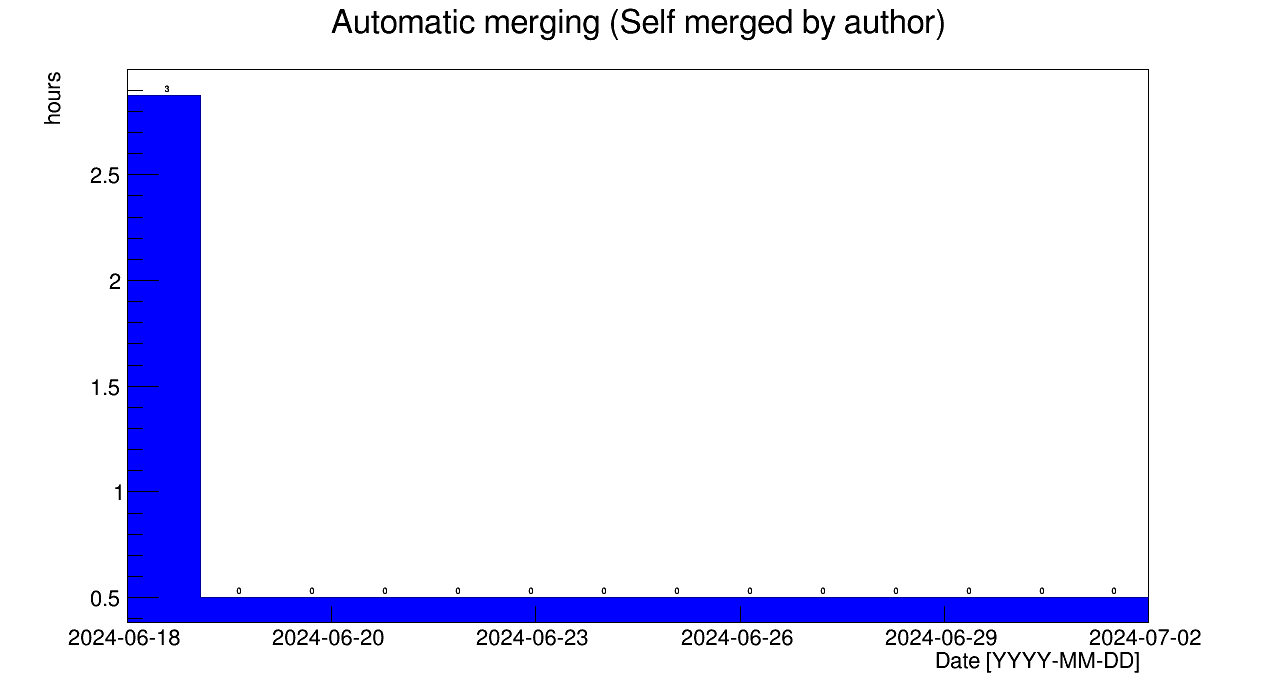 Automatic merging (Self merged by author)
hours
3
2.5
2
1.5
1
0 0 0 0 0 0 0 0 0 0 0 0 0
0.5
2024-06-18 2024-06-20 2024-06-23 2024-06-26 2024-06-29 2024-07-02
Date [YYYY-MM-DD]